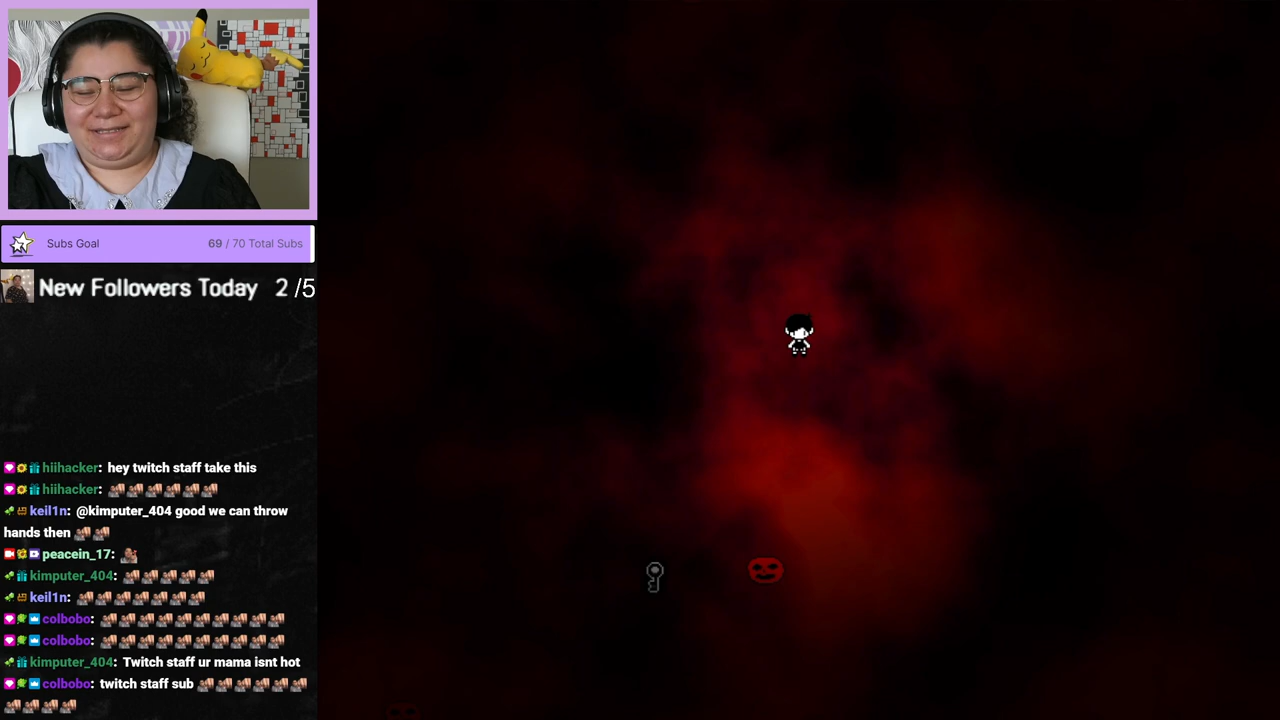 Subs Goal 69 / 70 Total Subs
New Followers Today 2 /5
hiihacker: hey twitch staff take this
hiihacker:
keil1n: @kimputer_404 good we can throw
hands then
peacein_17:
kimputer_404:
keil1n:
colbobo:
colbobo:
kimputer_404: Twitch staff ur mama isnt hot
colbobo: twitch staff sub